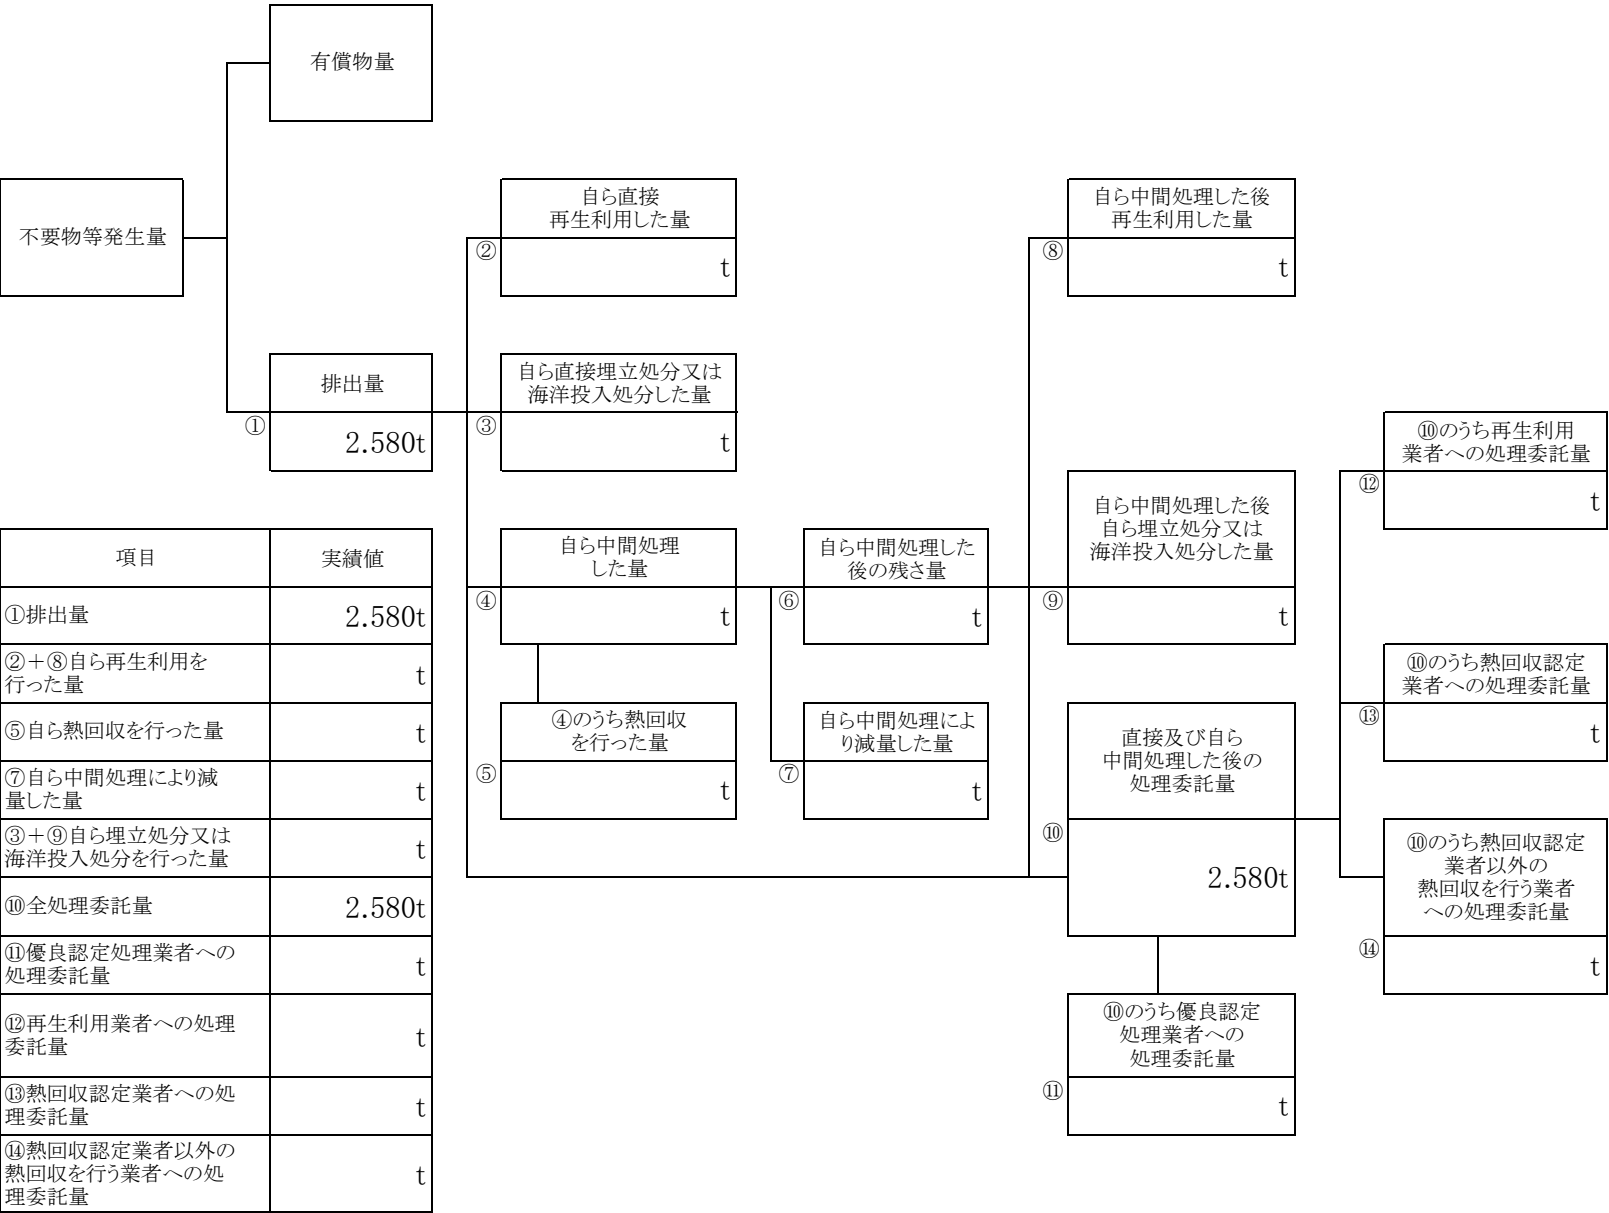 有償物量
不要物等発生量
自ら直接
再生利用した量
②
t
自ら中間処理した後
再生利用した量
⑧
t
排出量
①
2.580t
自ら直接埋立処分又は
海洋投入処分した量
③
t
⑩のうち再生利用
業者への処理委託量
⑫
t
自ら中間処理
した量
④
t
自ら中間処理した
後の残さ量
⑥
t
自ら中間処理した後
自ら埋立処分又は
海洋投入処分した量
⑨
t
⑩のうち熱回収認定
業者への処理委託量
⑬
t
④のうち熱回収
を行った量
⑤
t
自ら中間処理によ
り減量した量
⑦
t
直接及び自ら
中間処理した後の
処理委託量
⑩
2.580t
⑩のうち熱回収認定
業者以外の
熱回収を行う業者
への処理委託量
⑭
t
⑩のうち優良認定
処理業者への
処理委託量
⑪
t
項目
実績値
①排出量
2.580t
②＋⑧自ら再生利用を
行った量
t
⑤自ら熱回収を行った量
t
⑦自ら中間処理により減
量した量
t
③＋⑨自ら埋立処分又は
海洋投入処分を行った量
t
⑩全処理委託量
2.580t
⑪優良認定処理業者への
処理委託量
t
⑫再生利用業者への処理
委託量
t
⑬熱回収認定業者への処
理委託量
t
⑭熱回収認定業者以外の
熱回収を行う業者への処
理委託量
t